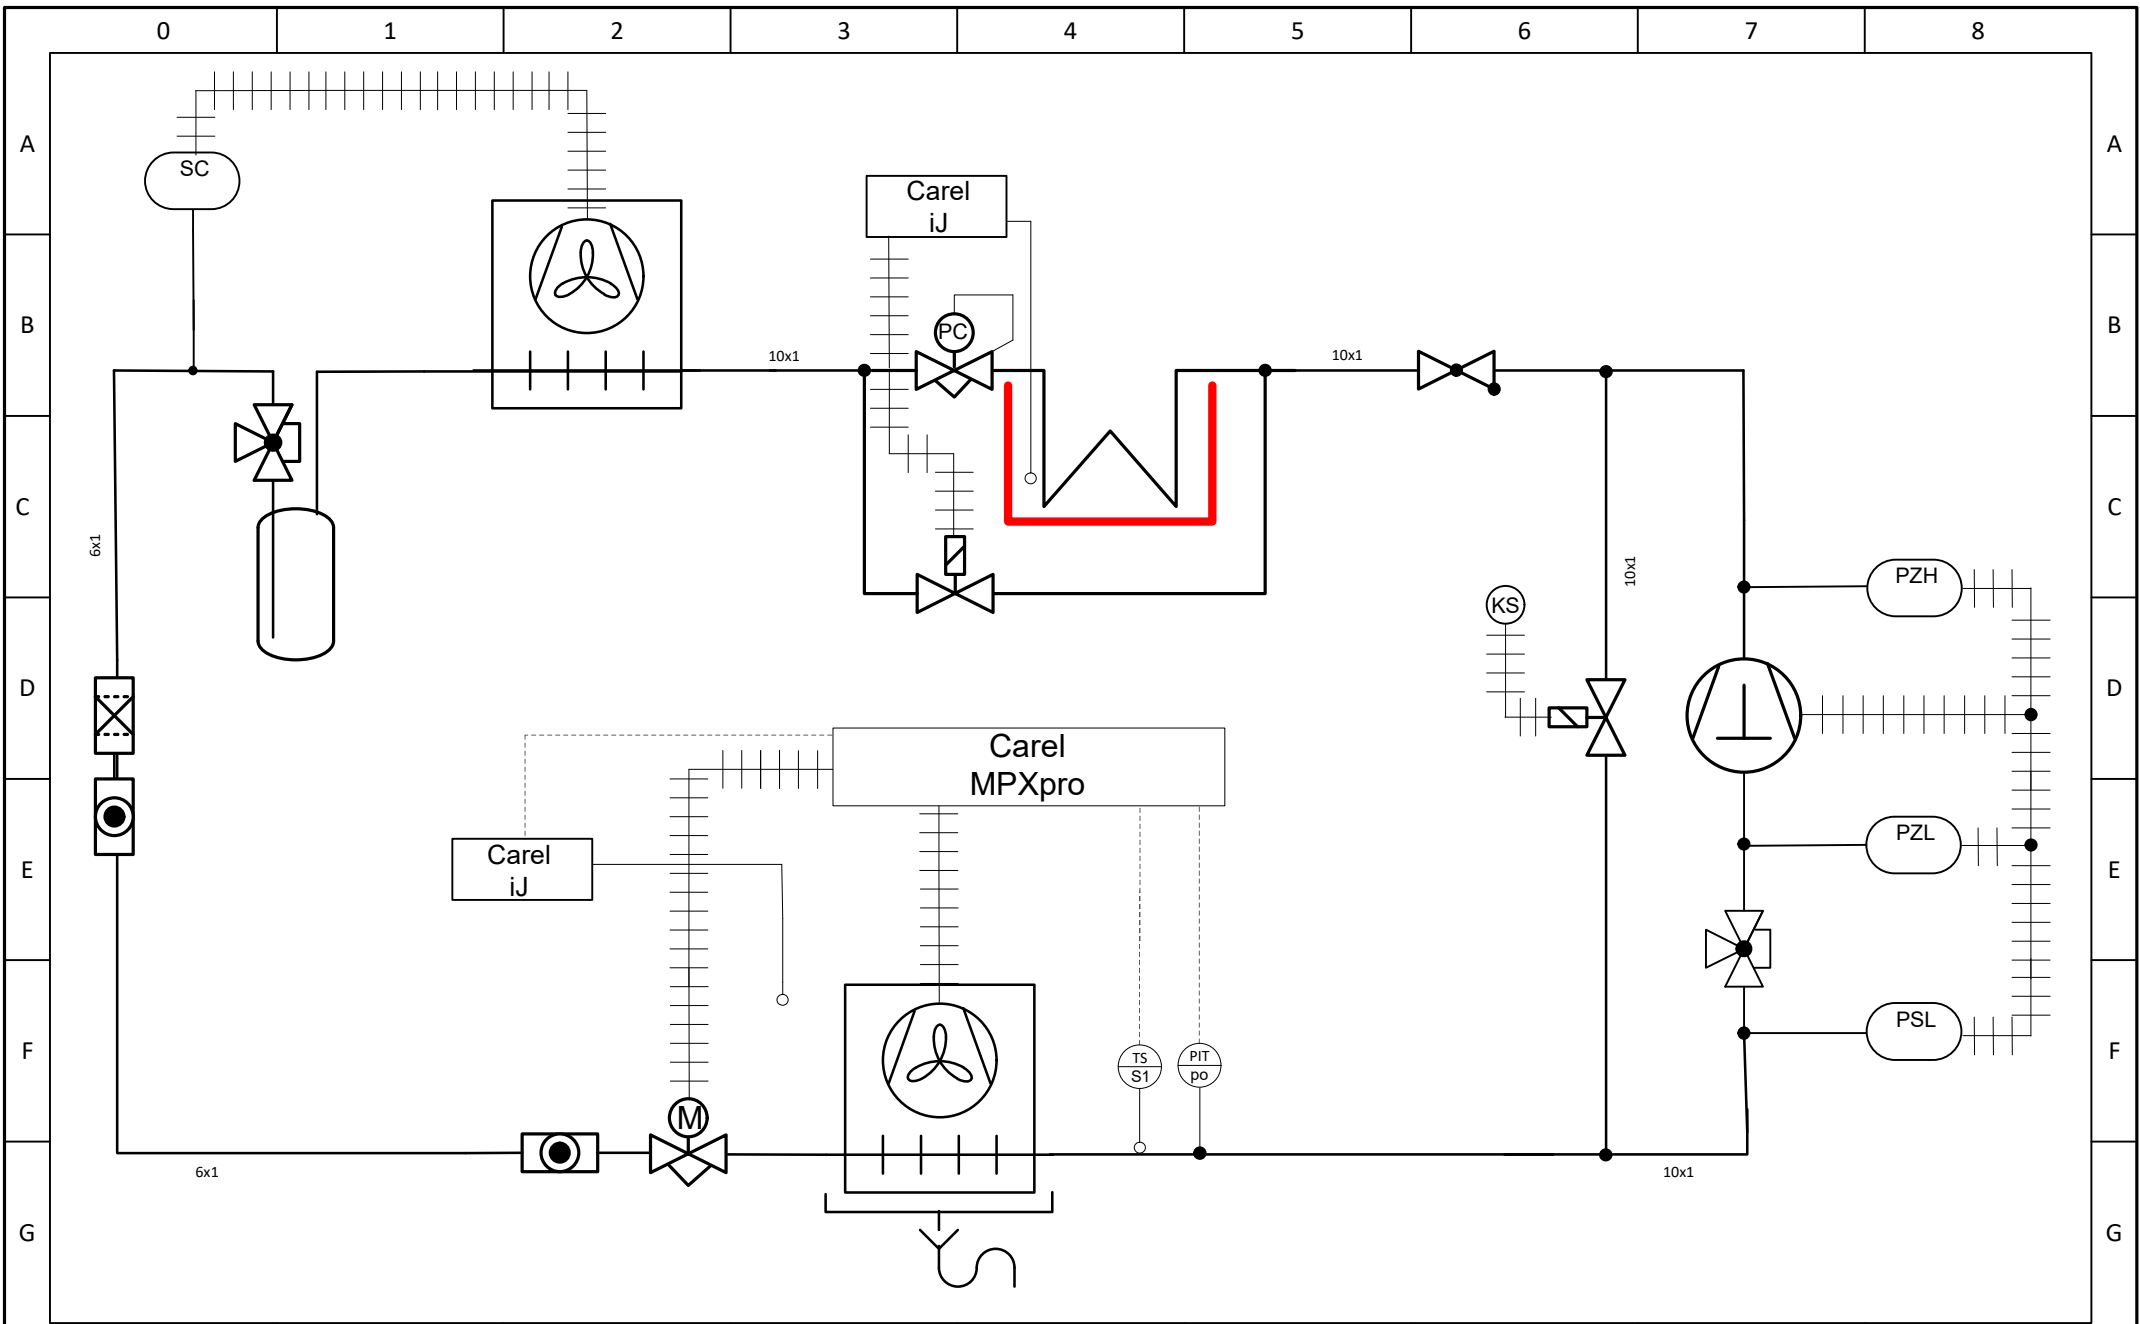 0 1 2 3 4 5 6 7 8
A A
SC
Carel
iJ
B B
PC
10x1 10x1
C C
6x1
10x1
PZH
KS
D D
Carel
MPXpro
E E
Carel
iJ
PZL
PSL
F F
TS
S1
PIT
po
M
6x1 10x1
G G